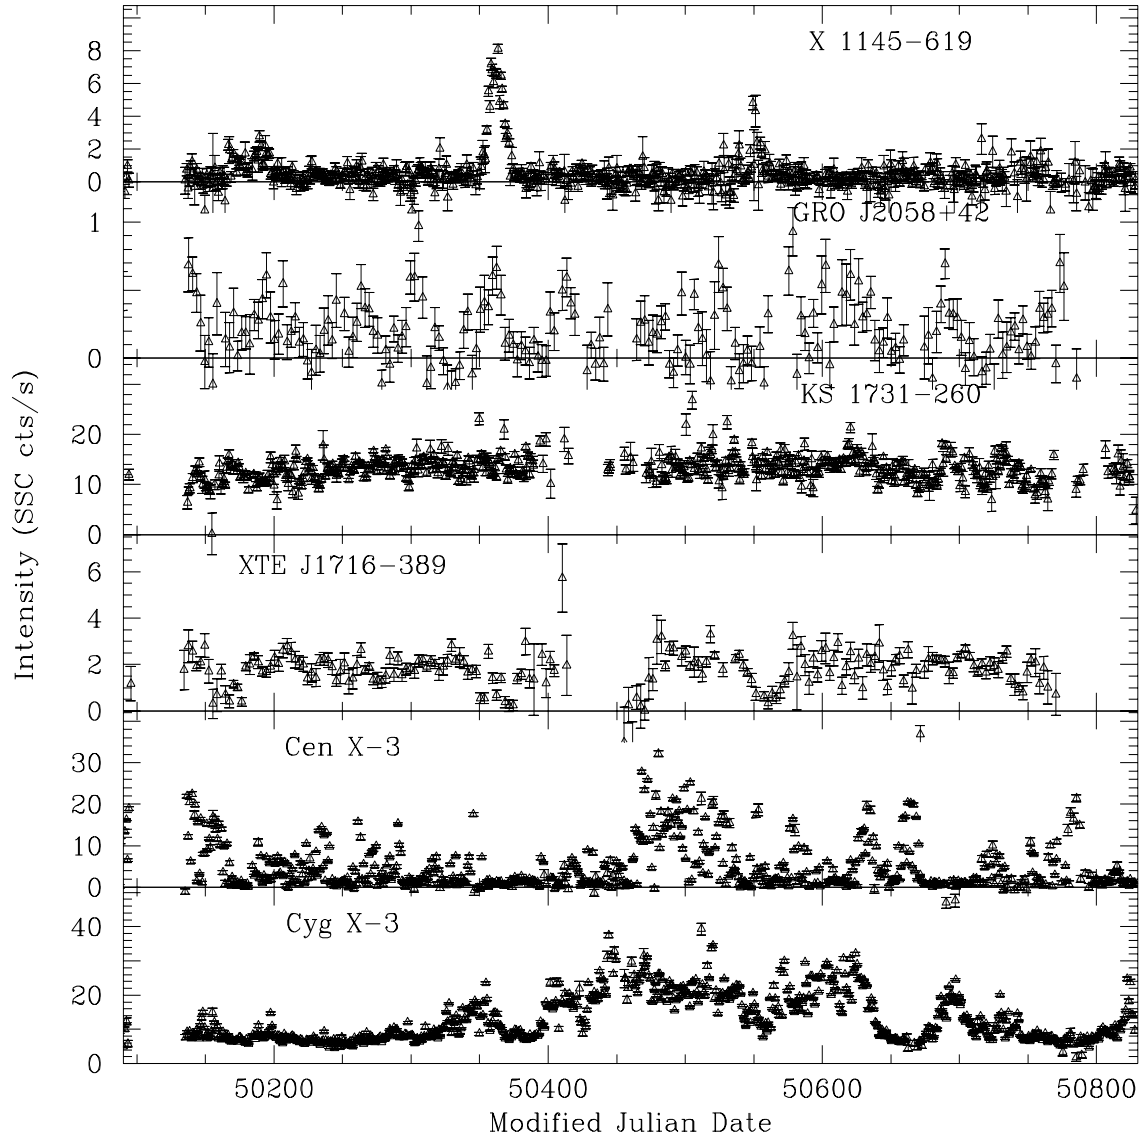 X 1145−619
8
6
4
2
0
GRO J2058+42
1
0
KS 1731−260
20
10
0
XTE J1716−389
6
4
2
0
Cen X−3
30
20
10
0
Cyg X−3
40
20
0
50200 50400 50600 50800
Modified Julian Date
Intensity (SSC cts/s)